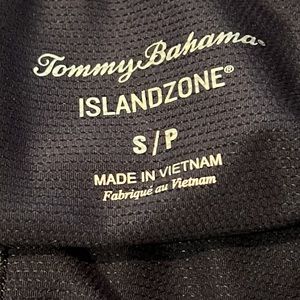 Tommy Bahama®
ISLANDZONE®
S/P
MADE IN VIETNAM
Fabriqué au Vietnam